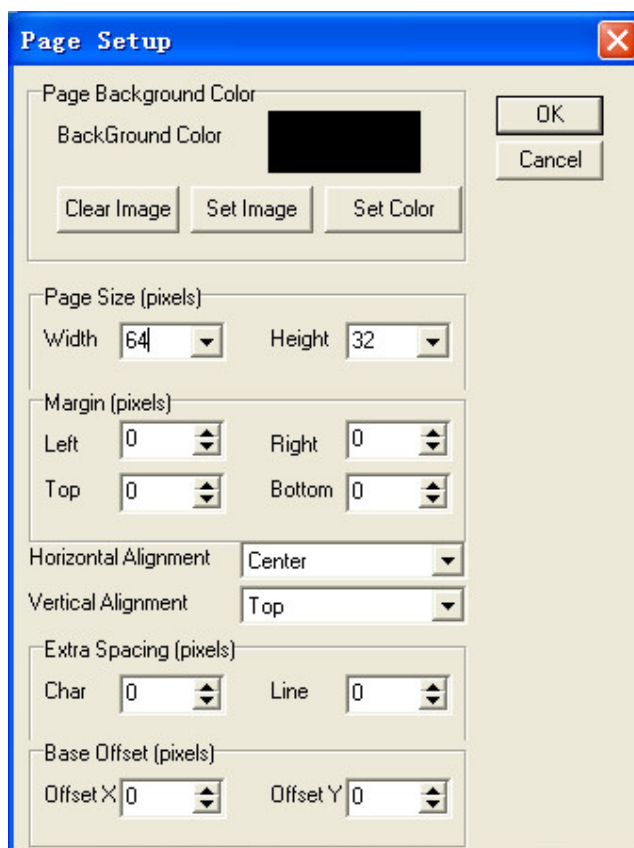 Page Setup
Page Background Color
BackGround Color
Clear Image Set Image Set Color
OK
Cancel
Page Size (pixels)
Width 64 Height 32
Margin (pixels)
Left 0 Right 0
Top 0 Bottom 0
Horizontal Alignment Center
Vertical Alignment Top
Extra Spacing (pixels)
Char 0 Line 0
Base Offset (pixels)
Offset X 0 Offset Y 0